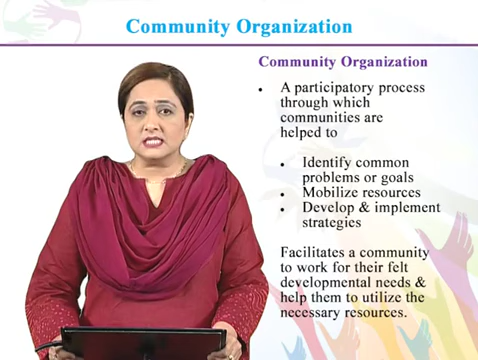 Community Organization
Community Organization
• A participatory process
through which
communities are
helped to
• Identify common
problems or goals
• Mobilize resources
• Develop & implement
strategies
Facilitates a community
to work for their felt
developmental needs &
help them to utilize the
necessary resources.